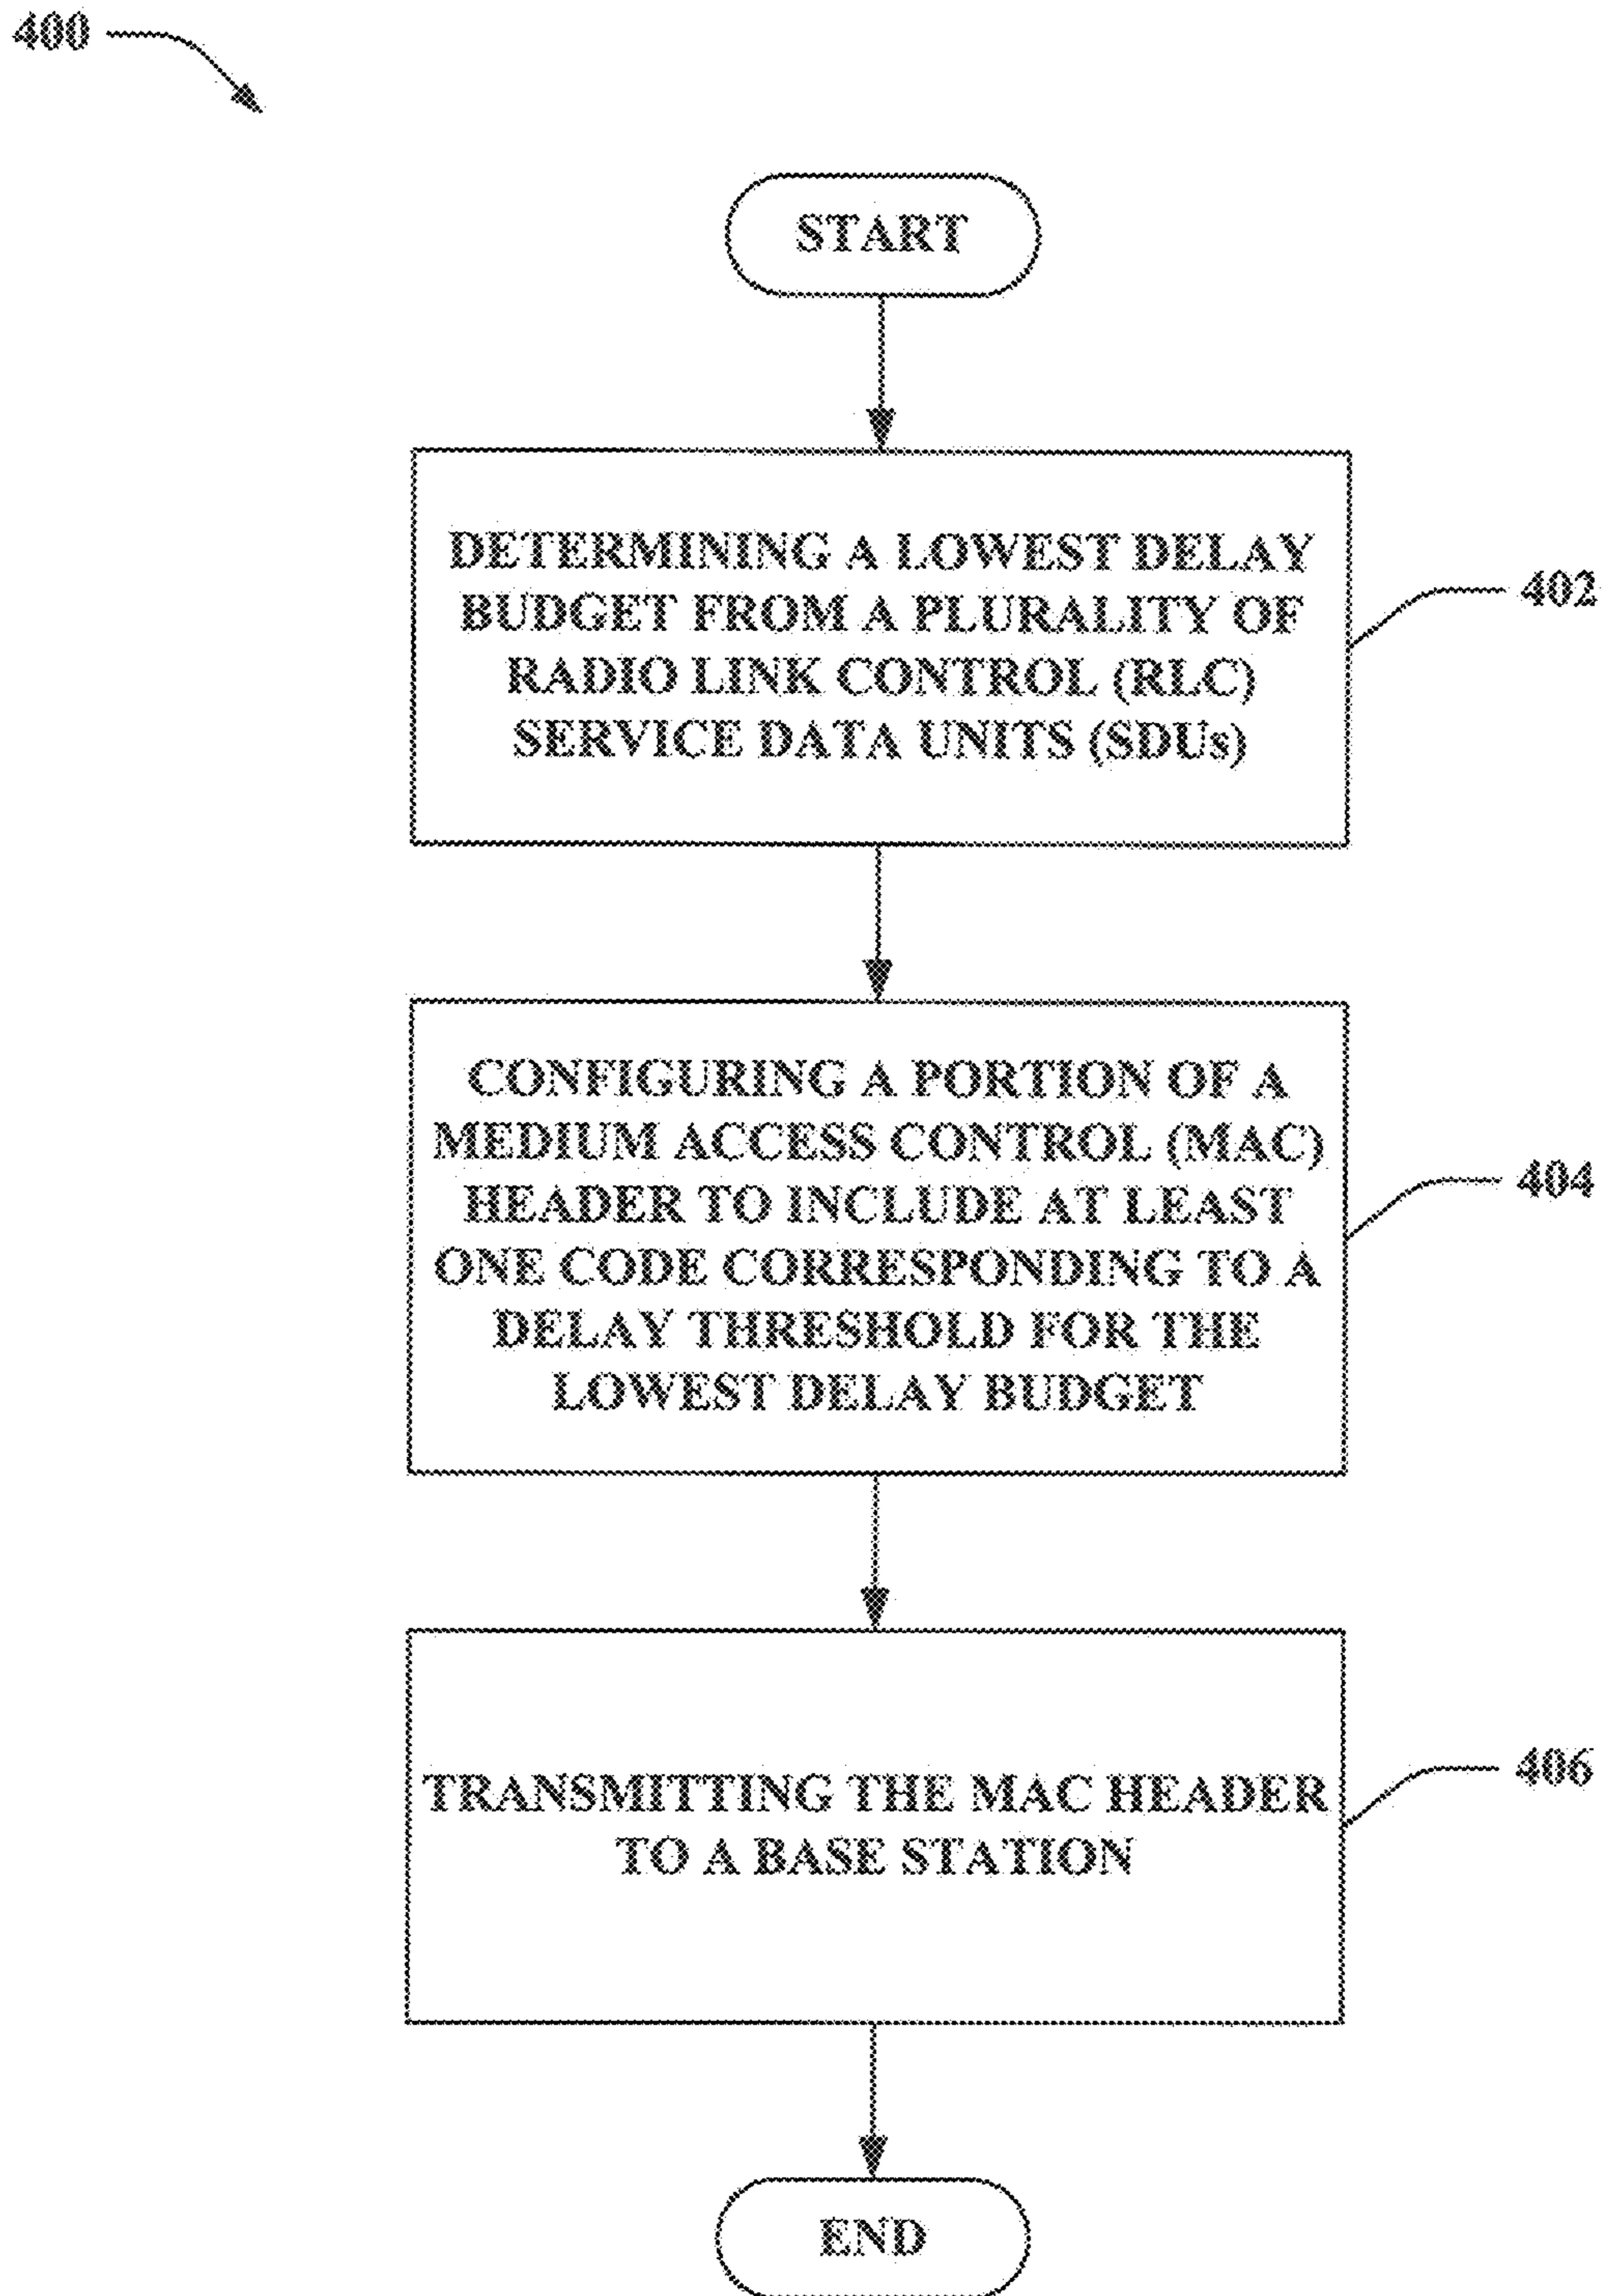 400
START
DETERMINING A LOWEST DELAY
BUDGET FROM A PLURALITY OF
RADIO LINK CONTROL (RLC)
SERVICE DATA UNITS (SDUs)
402
CONFIGURING A PORTION OF A
MEDIUM ACCESS CONTROL (MAC)
HEADER TO INCLUDE AT LEAST
ONE CODE CORRESPONDING TO A
DELAY THRESHOLD FOR THE
LOWEST DELAY BUDGET
404
TRANSMITTING THE MAC HEADER
TO A BASE STATION
406
END